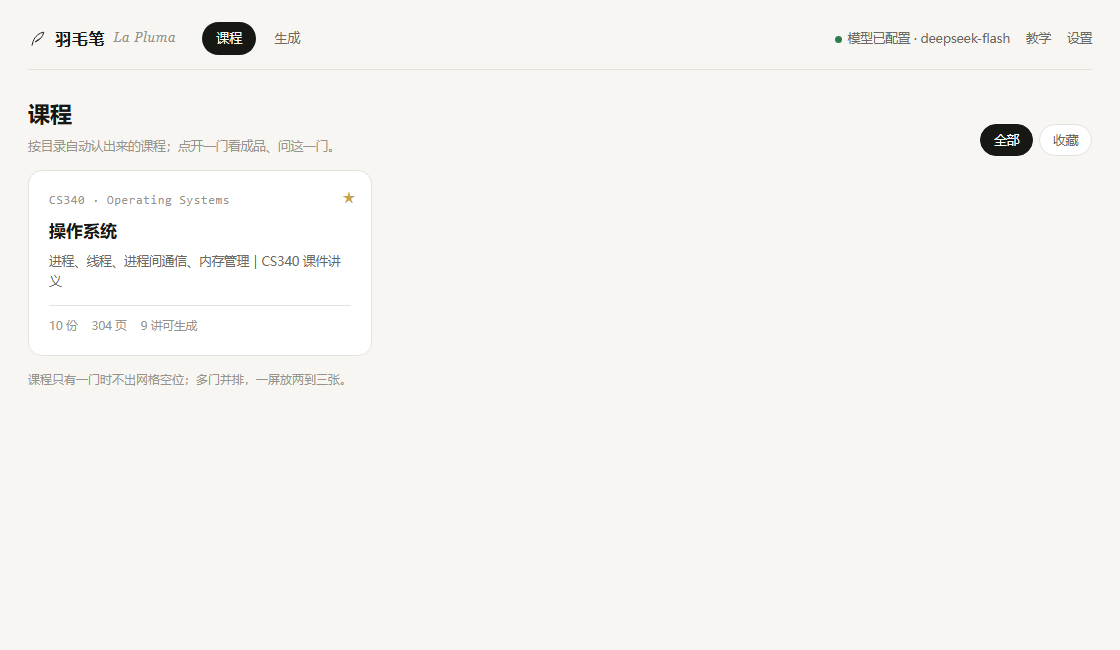 羽毛笔 La Pluma 课程 生成 模型已配置 · deepseek-flash 教学 设置
课程
按目录自动认出来的课程；点开一门看成品、问这一门。
全部 收藏
CS340 · Operating Systems ★
操作系统
进程、线程、进程间通信、内存管理 | CS340 课件讲
义
10 份 304 页 9 讲可生成
课程只有一门时不出网格空位；多门并排，一屏放两到三张。